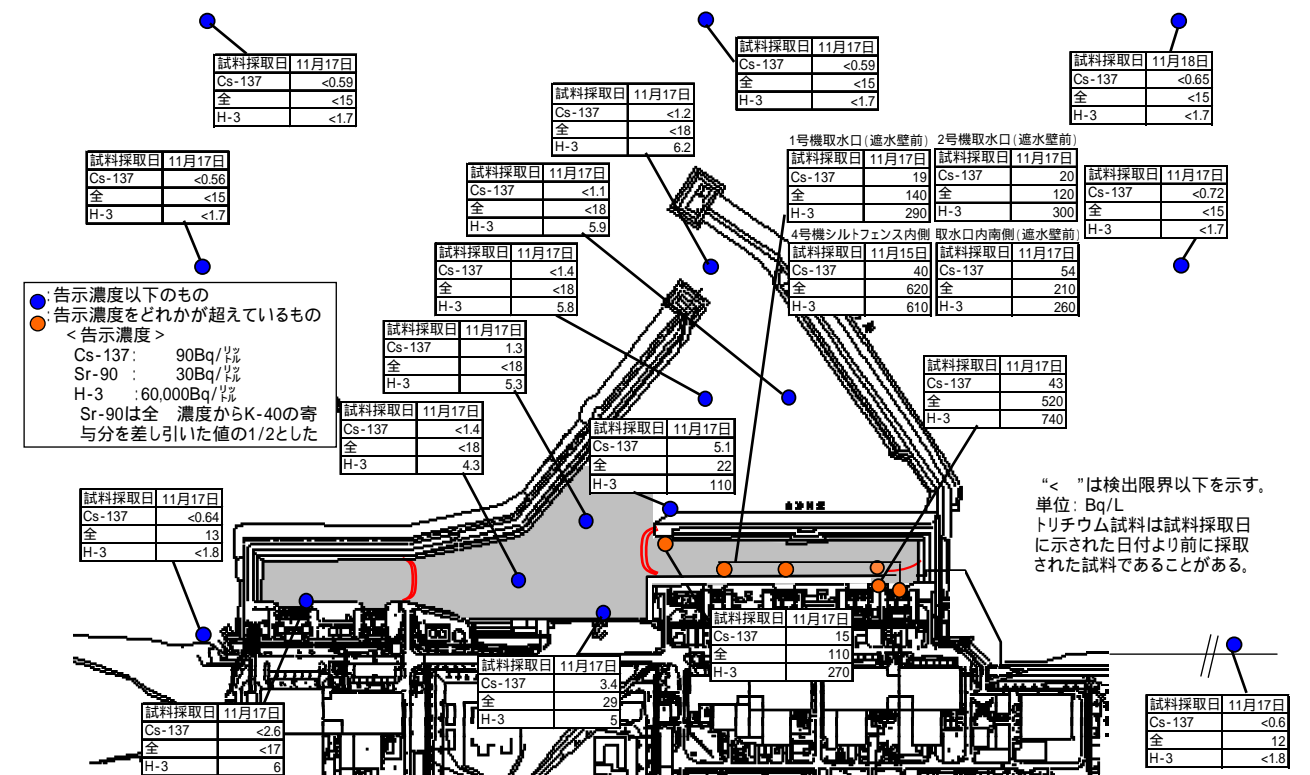 試料採取日 11月17日
Cs-137 <0.59
全 <15
H-3 <1.7
試料採取日 11月17日
Cs-137 <0.59
全 <15
H-3 <1.7
試料採取日 11月18日
Cs-137 <0.65
全 <15
H-3 <1.7
試料採取日 11月17日
Cs-137 <1.2
全 <18
H-3 6.2
試料採取日 11月17日
Cs-137 <0.56
全 <15
H-3 <1.7
試料採取日 11月17日
Cs-137 <1.1
全 <18
H-3 5.9
1号機取水口(遮水壁前)
試料採取日 11月17日
Cs-137 19
全 140
H-3 290
2号機取水口(遮水壁前)
試料採取日 11月17日
Cs-137 20
全 120
H-3 300
試料採取日 11月17日
Cs-137 <0.72
全 <15
H-3 <1.7
4号機シルトフェンス内側
試料採取日 11月15日
Cs-137 40
全 620
H-3 610
取水口内南側(遮水壁前)
試料採取日 11月17日
Cs-137 54
全 210
H-3 260
試料採取日 11月17日
Cs-137 <1.4
全 <18
H-3 5.8
:告示濃度以下のもの
:告示濃度をどれかが超えているもの
<告示濃度>
Cs-137: 90Bq/㍑
Sr-90 : 30Bq/㍑
H-3 :60,000Bq/㍑
Sr-90は全 濃度からK-40の寄
与分を差し引いた値の1/2とした
試料採取日 11月17日
Cs-137 1.3
全 <18
H-3 5.3
試料採取日 11月17日
Cs-137 43
全 520
H-3 740
試料採取日 11月17日
Cs-137 <1.4
全 <18
H-3 4.3
試料採取日 11月17日
Cs-137 5.1
全 22
H-3 110
"< "は検出限界以下を示す。
単位: Bq/L
トリチウム試料は試料採取日
に示された日付より前に採取
された試料であることがある。
試料採取日 11月17日
Cs-137 <0.64
全 13
H-3 <1.8
試料採取日 11月17日
Cs-137 15
全 110
H-3 270
試料採取日 11月17日
Cs-137 3.4
全 29
H-3 5
試料採取日 11月17日
Cs-137 <2.6
全 <17
H-3 6
試料採取日 11月17日
Cs-137 <0.6
全 12
H-3 <1.8